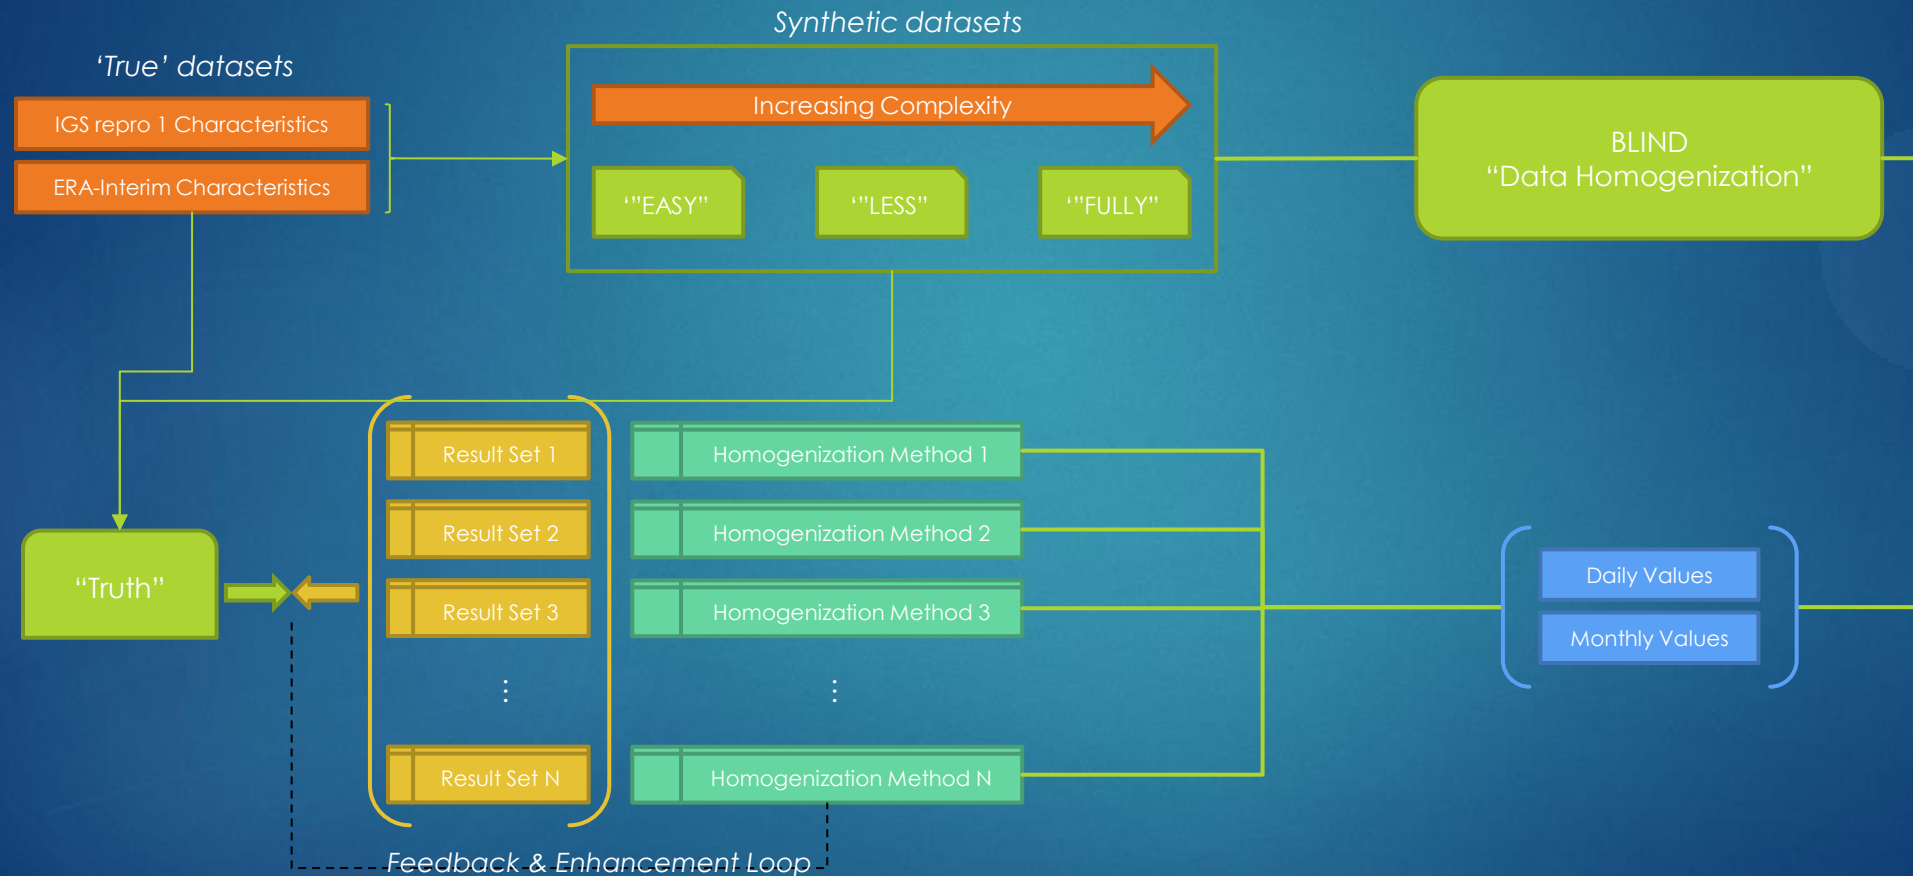 Synthetic datasets
‘True’ datasets
Increasing Complexity
IGS repro 1 Characteristics
ERA-Interim Characteristics
‘”EASY”
‘”LESS”
‘”FULLY”
BLIND
“Data Homogenization”
Result Set 1
Homogenization Method 1
Result Set 2
Homogenization Method 2
“Truth”
Result Set 3
Homogenization Method 3
Daily Values
Monthly Values
...
...
Result Set N
Homogenization Method N
Feedback & Enhancement Loop